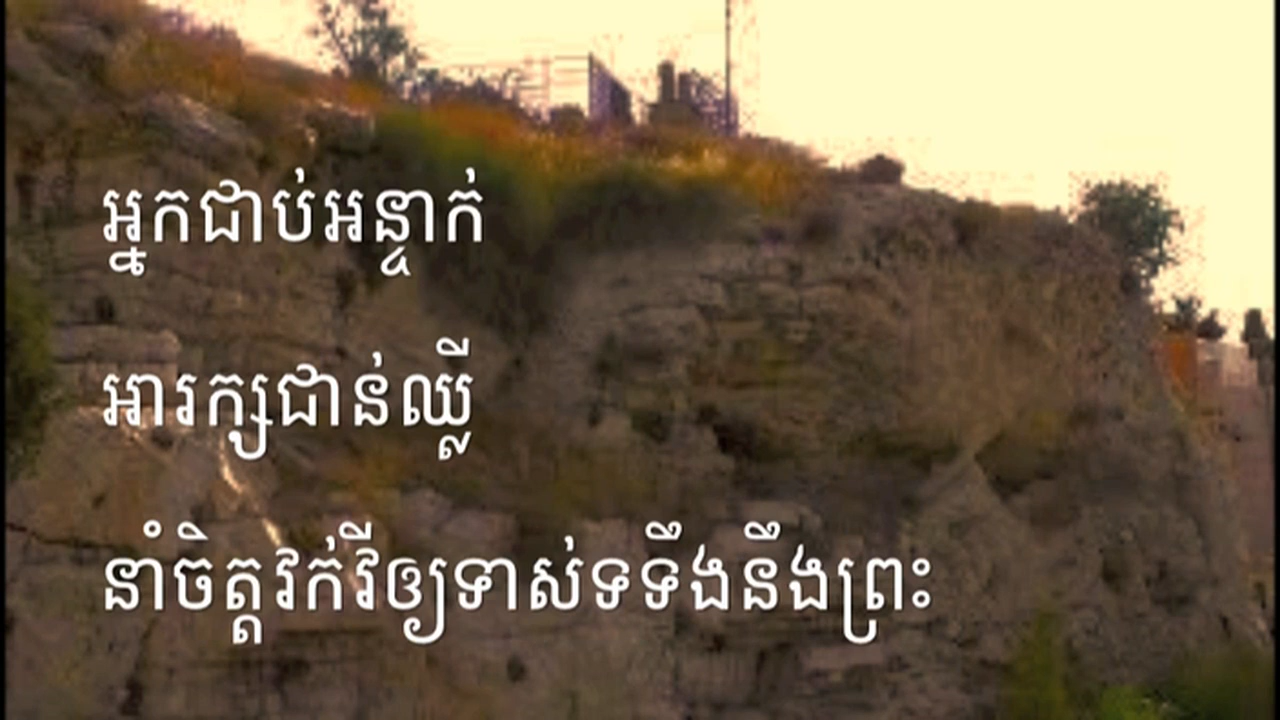 អ្នកជាប់អន្ទាក់
អារក្សជាន់ឈ្លី
នាំចិត្តវក់វីឲ្យទាស់ទទឹងនឹងព្រះ